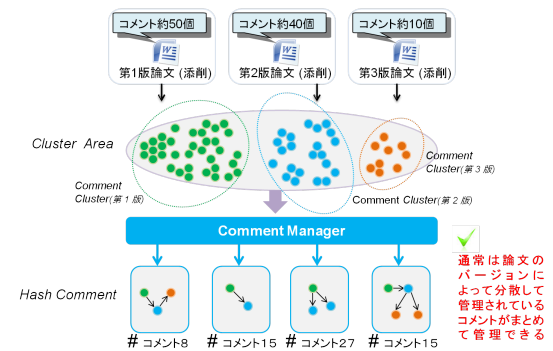 コメント約50個
コメント約40個
コメント約10個
第1版論文 (添削)
第2版論文 (添削)
第3版論文 (添削)
Cluster Area
Comment
Cluster(第1版)
Comment Cluster(第2版)
Comment
Cluster(第3版)
Comment Manager
Hash Comment
# コメント8
# コメント15
# コメント27
# コメント15
通常は論文の
バージョンに
よって分散して
管理されている
コメントがまとめ
て管理できる